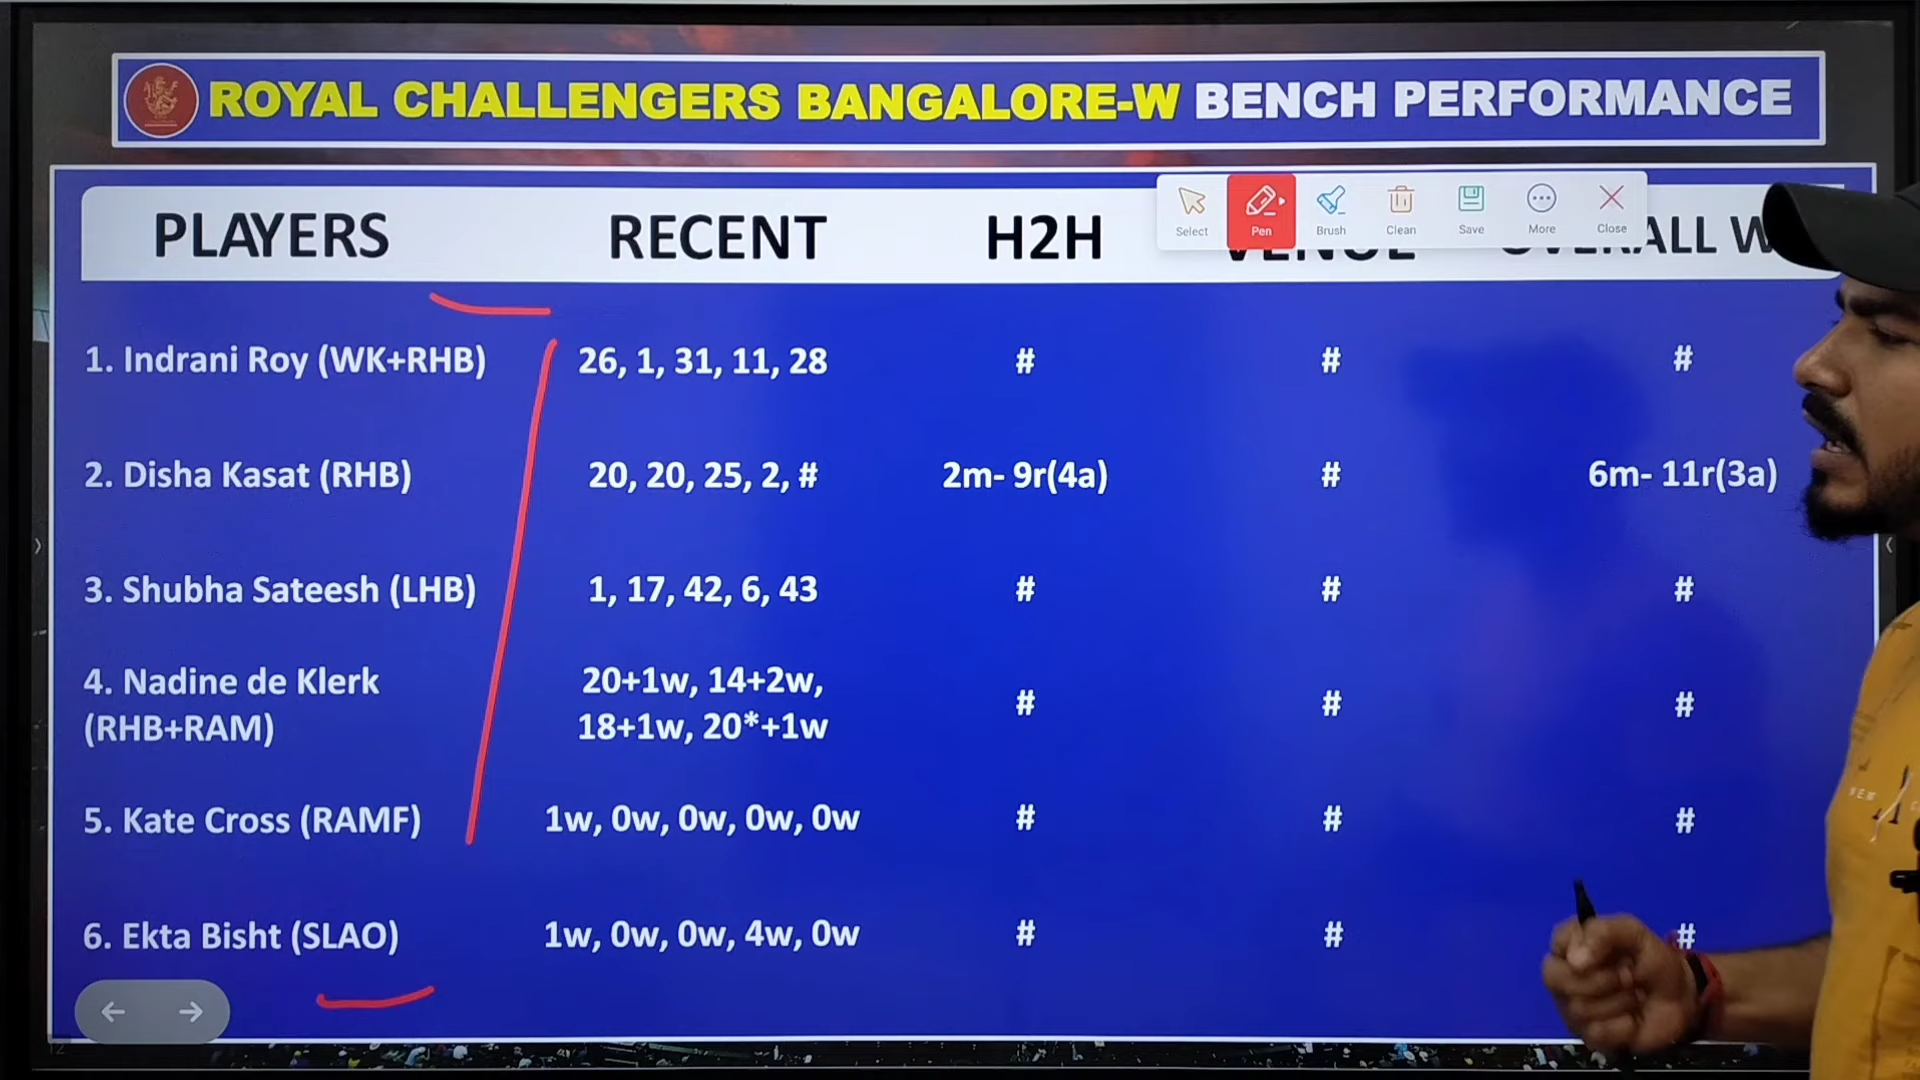 ROYAL CHALLENGERS BANGALORE-W BENCH PERFORMANCE
Select Pen Brush Clean Save More Close
PLAYERS RECENT H2H VENUE OVERALL W
1. Indrani Roy (WK+RHB) 26, 1, 31, 11, 28 # # #
2. Disha Kasat (RHB) 20, 20, 25, 2, # 2m- 9r(4a) # 6m- 11r(3a)
3. Shubha Sateesh (LHB) 1, 17, 42, 6, 43 # # #
4. Nadine de Klerk 20+1w, 14+2w,
(RHB+RAM) 18+1w, 20*+1w # # #
5. Kate Cross (RAMF) 1w, 0w, 0w, 0w, 0w # # #
6. Ekta Bisht (SLAO) 1w, 0w, 0w, 4w, 0w # # #
12